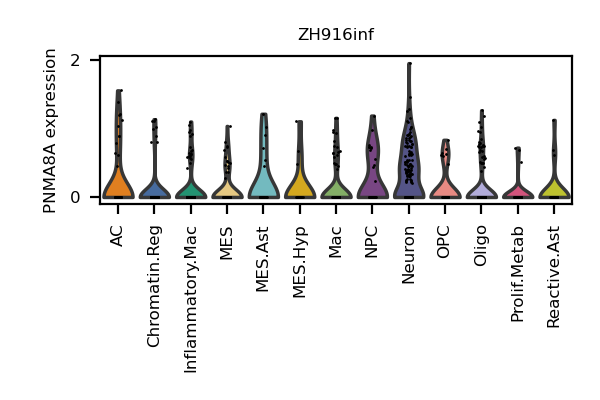 ZH916inf
PNMA8A expression
2
0
AC
Chromatin.Reg
Inflammatory.Mac
MES
MES.Ast
MES.Hyp
Mac
NPC
Neuron
OPC
Oligo
Prolif.Metab
Reactive.Ast